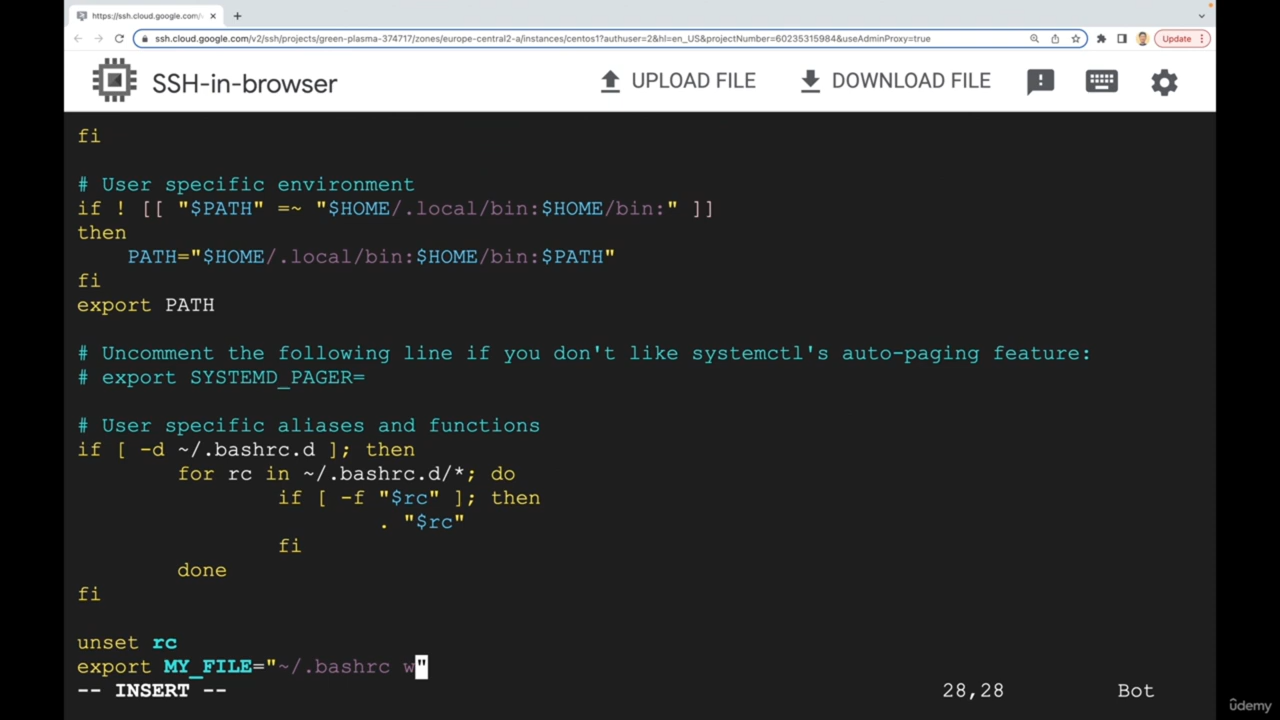 https://ssh.cloud.google.com/v
ssh.cloud.google.com/v2/ssh/projects/green-plasma-374717/zones/europe-central2-a/instances/centos1?authuser=2&hl=en_US&projectNumber=60235315984&useAdminProxy=true
Update
SSH-in-browser
UPLOAD FILE
DOWNLOAD FILE
fi
# User specific environment
if ! [[ "$PATH" =~ "$HOME/.local/bin:$HOME/bin:" ]]
then
    PATH="$HOME/.local/bin:$HOME/bin:$PATH"
fi
export PATH
# Uncomment the following line if you don't like systemctl's auto-paging feature:
# export SYSTEMD_PAGER=
# User specific aliases and functions
if [ -d ~/.bashrc.d ]; then
        for rc in ~/.bashrc.d/*; do
                if [ -f "$rc" ]; then
                        . "$rc"
                fi
        done
fi
unset rc
export MY_FILE="~/.bashrc w"
-- INSERT --
28,28
Bot
ûdemy